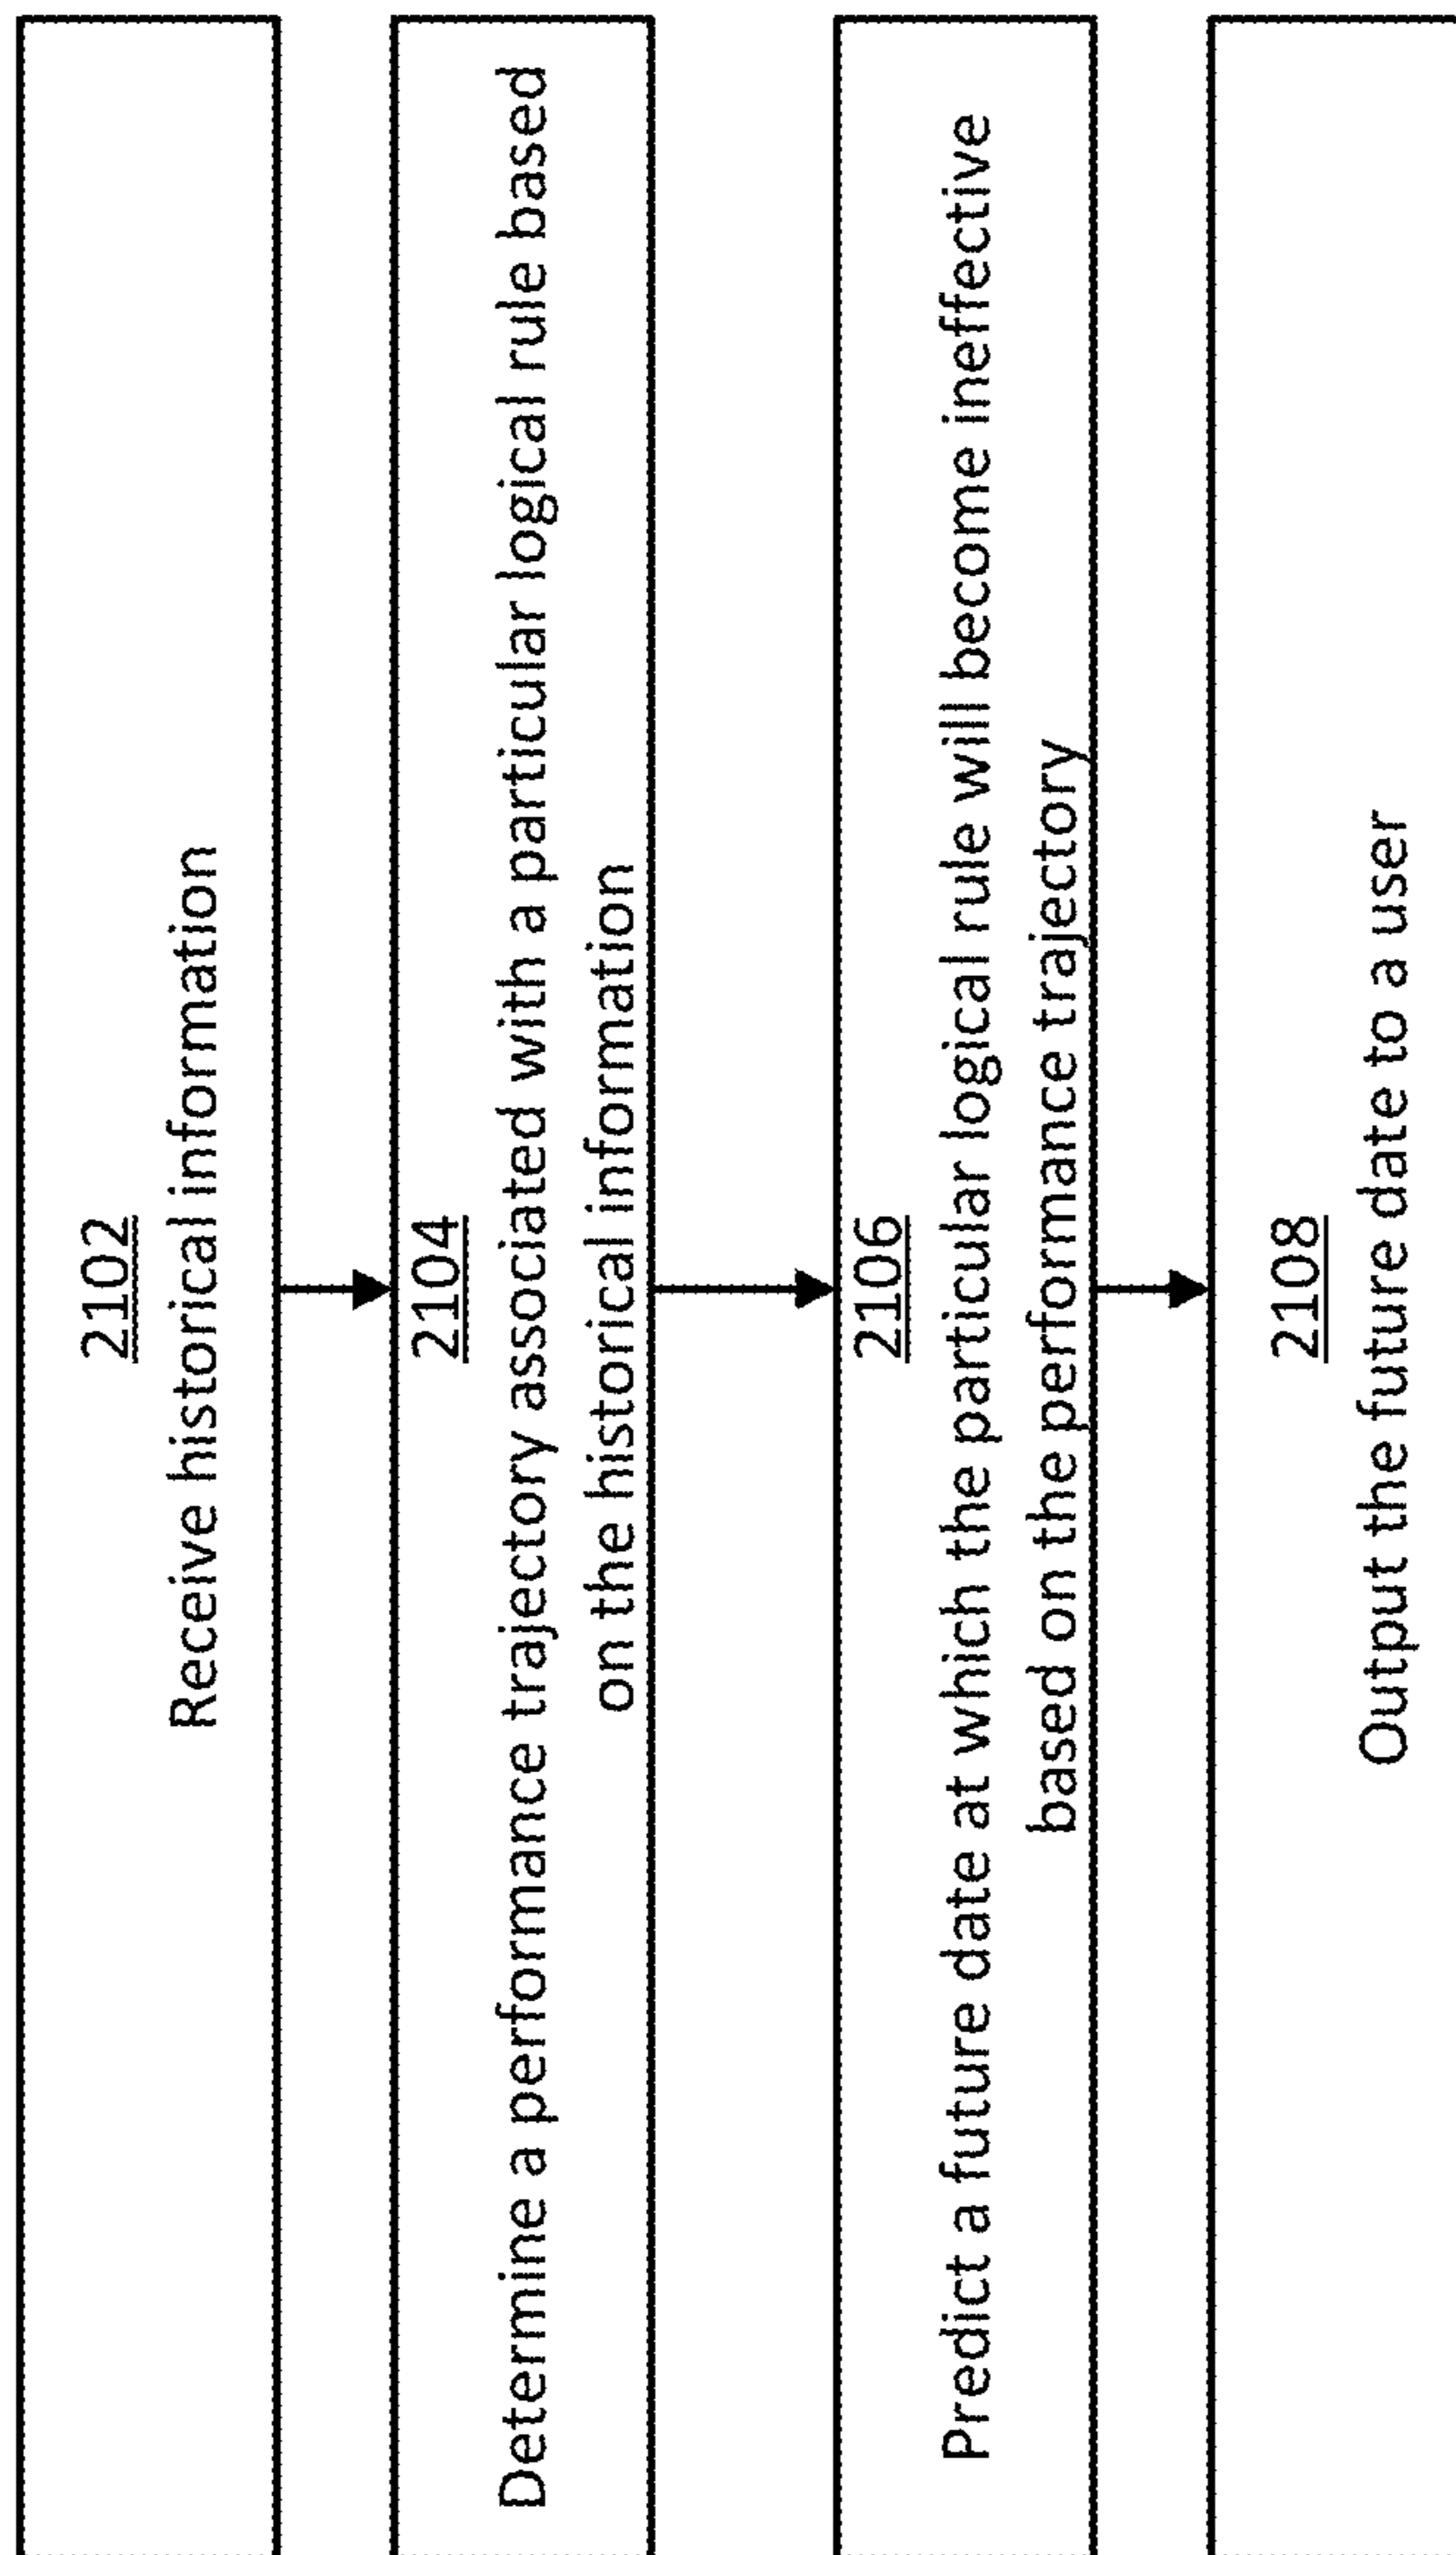 2102
Receive historical information
2104
Determine a performance trajectory associated with a particular logical rule based
on the historical information
2106
Predict a future date at which the particular logical rule will become ineffective
based on the performance trajectory
2108
Output the future date to a user